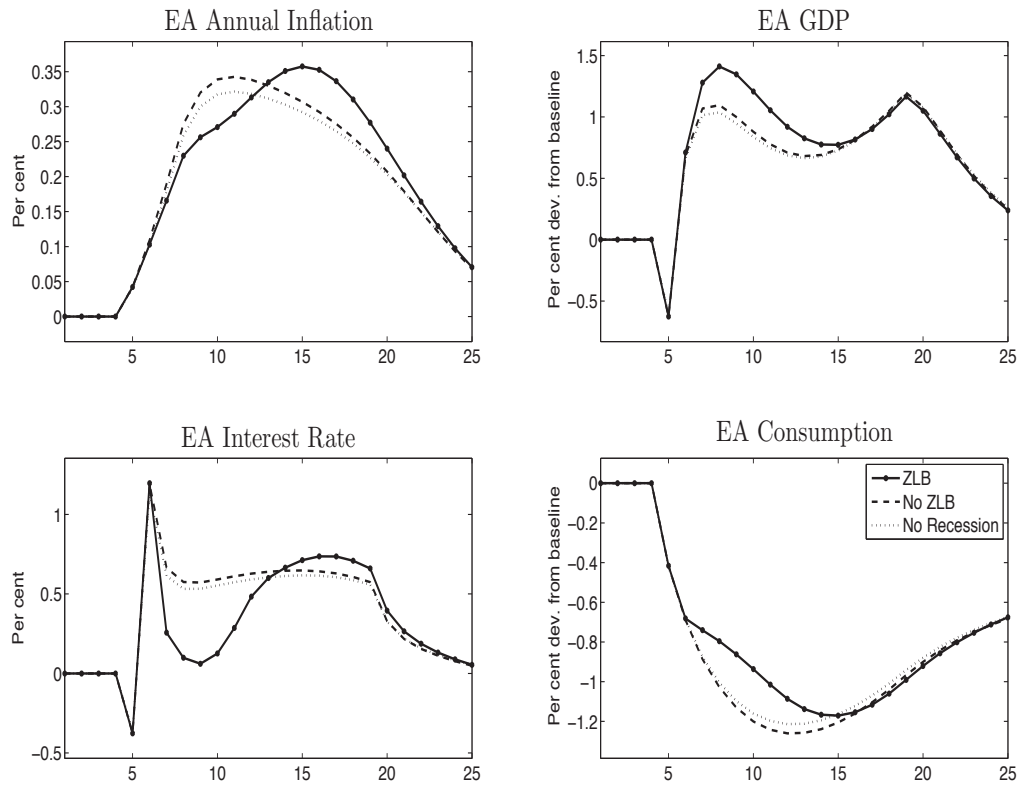 EA Annual Inflation
Per cent
0.35
0.3
0.25
0.2
0.15
0.1
0.05
0
5 10 15 20 25
EA GDP
Per cent dev. from baseline
1.5
1
0.5
0
−0.5
5 10 15 20 25
EA Interest Rate
Per cent
1
0.5
0
−0.5
5 10 15 20 25
EA Consumption
Per cent dev. from baseline
0
−0.2
−0.4
−0.6
−0.8
−1
−1.2
5 10 15 20 25
ZLB
No ZLB
No Recession